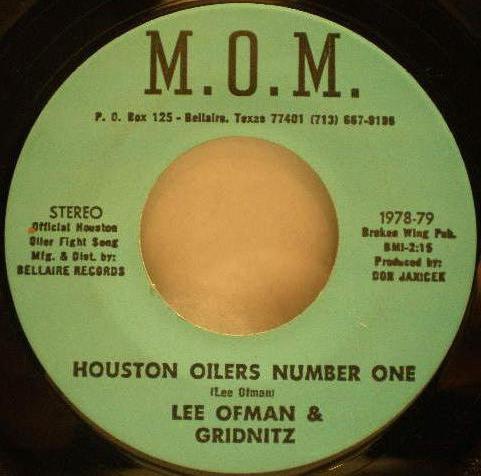 M.O.M.
P. O. Box 125 - Bellaire, Texas 77401 (713) 667-9196
STEREO
Official Houston
Oiler Fight Song
Mfg. & Dist. by:
BELLAIRE RECORDS
1978-79
Broken Wing Pub.
BMI-2:15
Produced by:
DON JANICEK
HOUSTON OILERS NUMBER ONE
(Lee Ofman)
LEE OFMAN &
GRIDNITZ